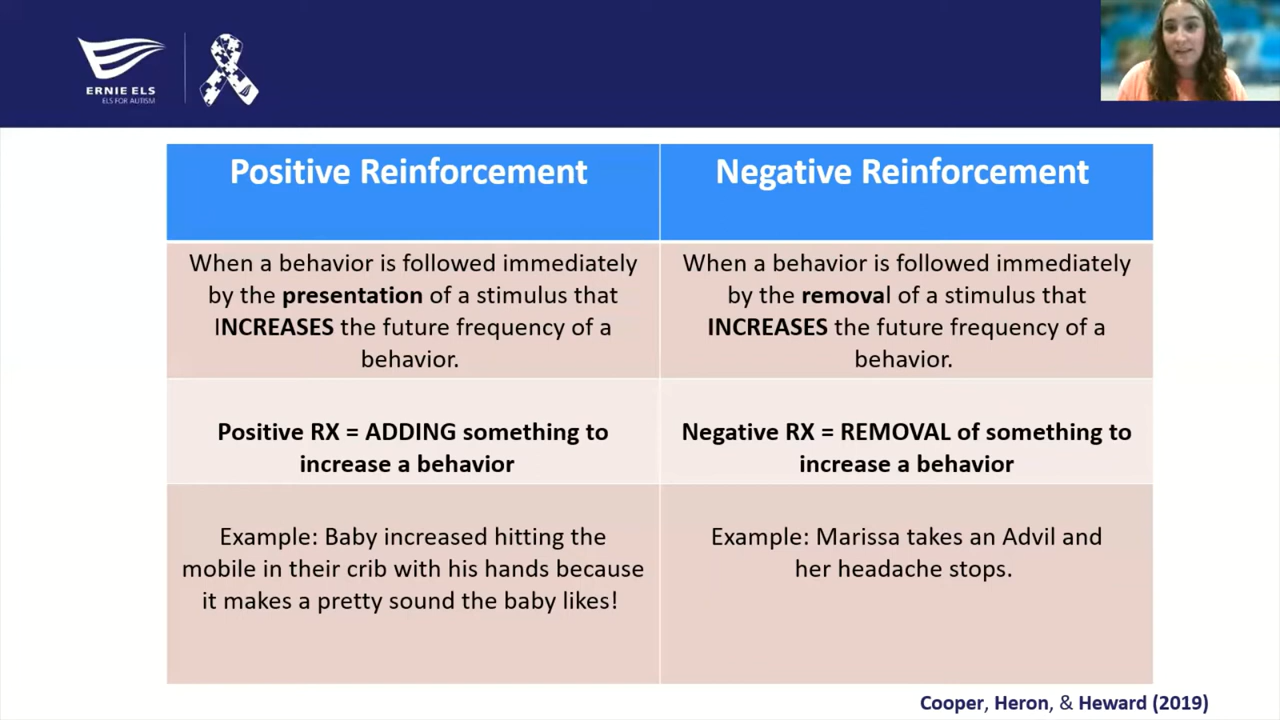 ERNIE ELS
ELS FOR AUTISM
Positive Reinforcement
Negative Reinforcement
When a behavior is followed immediately
by the presentation of a stimulus that
INCREASES the future frequency of a
behavior.
When a behavior is followed immediately
by the removal of a stimulus that
INCREASES the future frequency of a
behavior.
Positive RX = ADDING something to
increase a behavior
Negative RX = REMOVAL of something to
increase a behavior
Example: Baby increased hitting the
mobile in their crib with his hands because
it makes a pretty sound the baby likes!
Example: Marissa takes an Advil and
her headache stops.
Cooper, Heron, & Heward (2019)